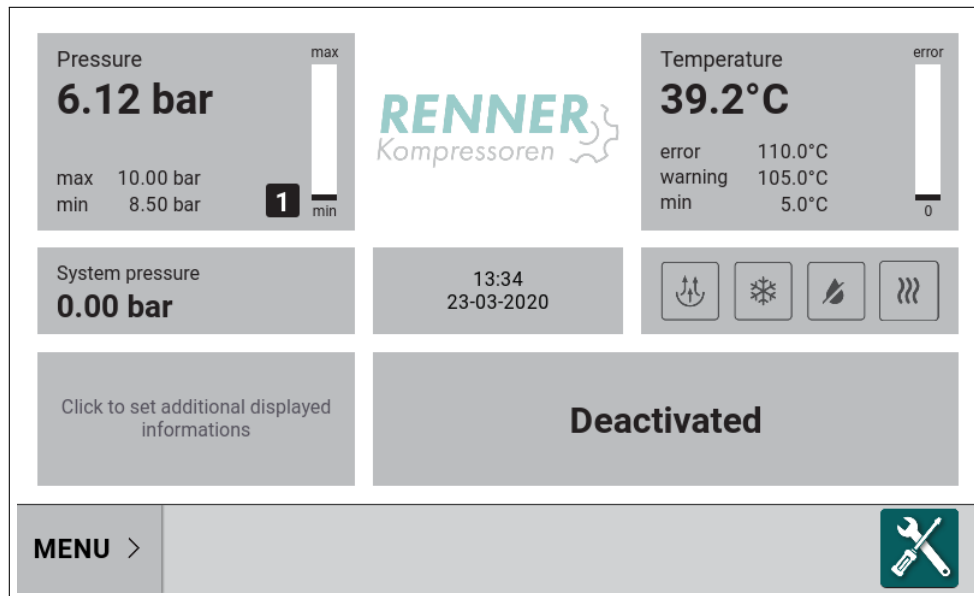 Pressure
max
6.12 bar
max 10.00 bar
min 8.50 bar
1
min
RENNER
Kompressoren
Temperature
error
39.2°C
error 110.0°C
warning 105.0°C
min 5.0°C
0
System pressure
0.00 bar
13:34
23-03-2020
Click to set additional displayed
informations
Deactivated
MENU >